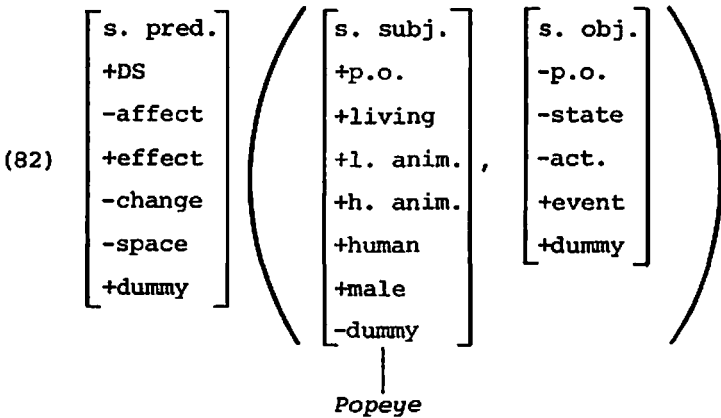 s. pred. s. subj. s. obj.
+DS +p.o. -p.o.
-affect +living -state
(82) +effect +l. anim. , -act.
-change +h. anim. +event
-space +human +dummy
+dummy +male
-dummy
Popeye